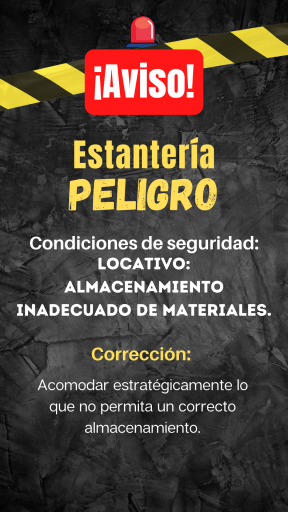 ¡Aviso!
Estantería
PELIGRO
Condiciones de seguridad:
LOCATIVO:
ALMACENAMIENTO
INADECUADO DE MATERIALES.
Corrección:
Acomodar estratégicamente lo
que no permita un correcto
almacenamiento.